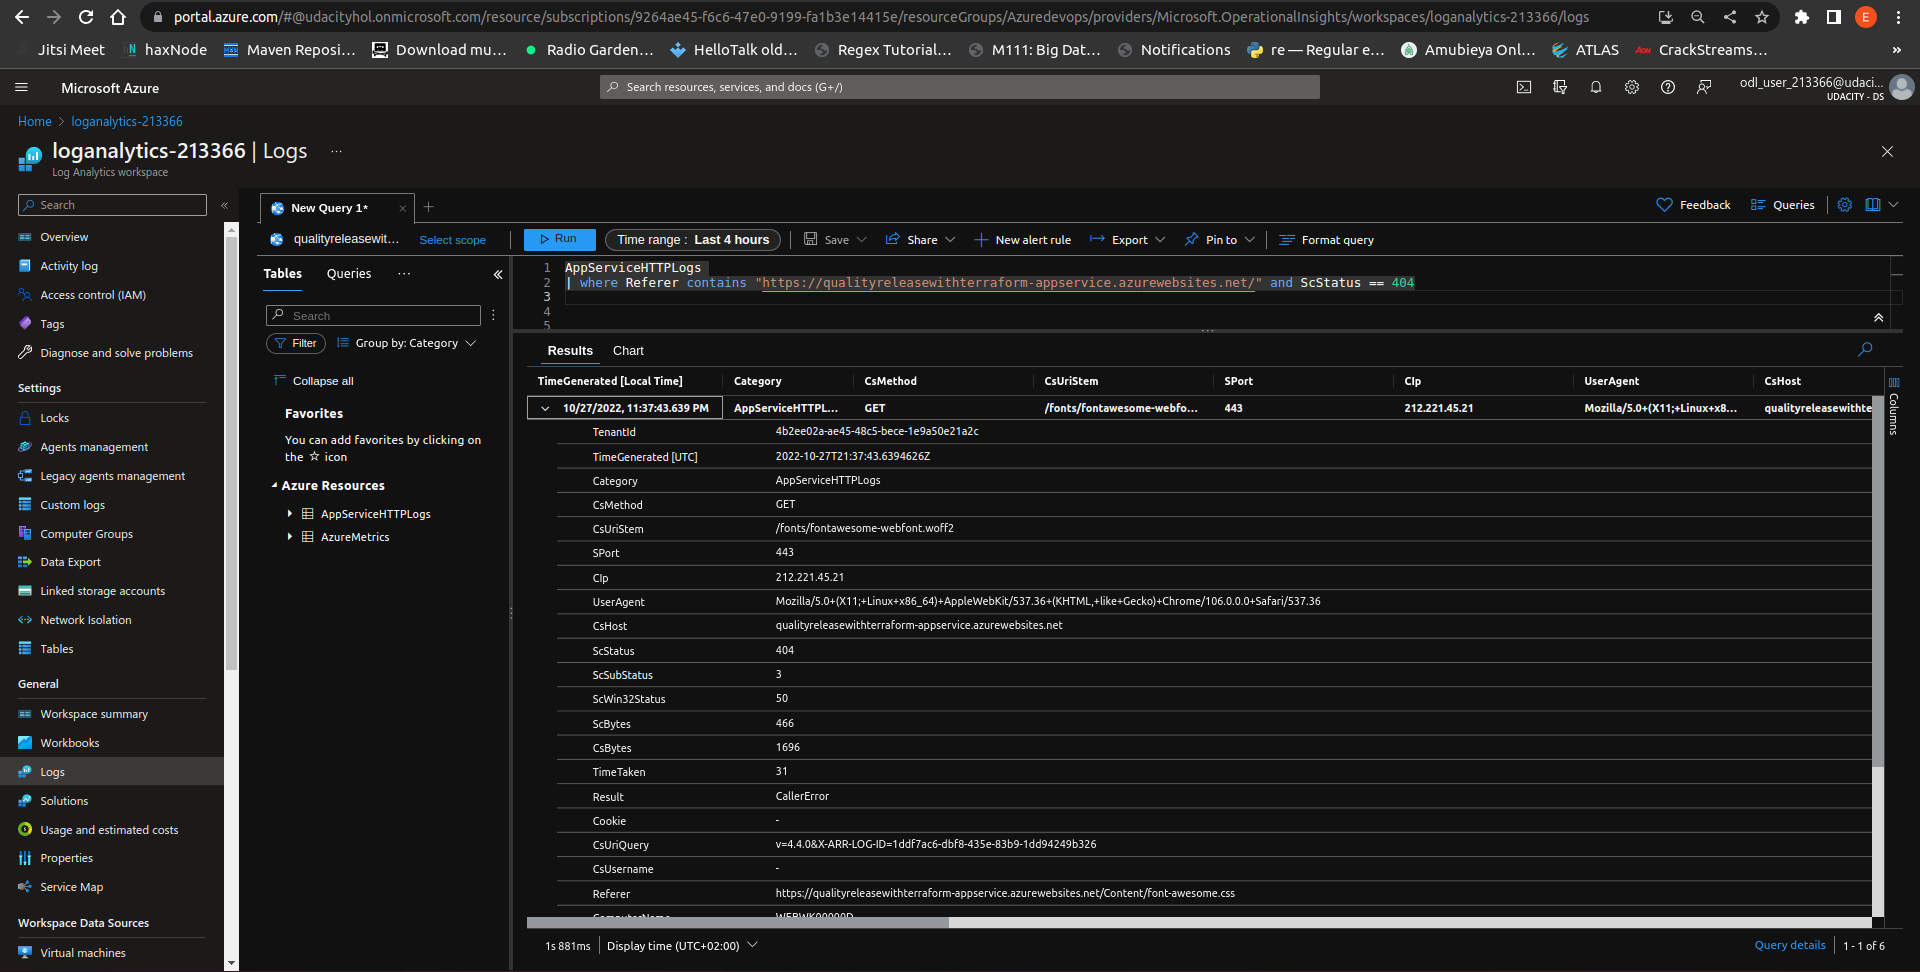 portal.azure.com/#@udacityhol.onmicrosoft.com/resource/subscriptions/9264ae45-f6c6-47e0-9199-fa1b3e14415e/resourceGroups/Azuredevops/providers/Microsoft.OperationalInsights/workspaces/loganalytics-213366/logs
E
Jitsi Meet haxNode Maven Reposi... Download mu... Radio Garden... HelloTalk old... Regex Tutorial... M111: Big Dat... Notifications re — Regular e... Amubieya Onl... ATLAS CrackStreams... »
Microsoft Azure
Search resources, services, and docs (G+/)
odl_user_213366@udaci...
UDACITY - DS
Home > loganalytics-213366
loganalytics-213366 | Logs ...
Log Analytics workspace
Search «
Overview
Activity log
Access control (IAM)
Tags
Diagnose and solve problems
Settings
Locks
Agents management
Legacy agents management
Custom logs
Computer Groups
Data Export
Linked storage accounts
Network Isolation
Tables
General
Workspace summary
Workbooks
Logs
Solutions
Usage and estimated costs
Properties
Service Map
Workspace Data Sources
Virtual machines
New Query 1*
Feedback Queries
qualityreleasewit... Select scope
Run Time range : Last 4 hours Save Share New alert rule Export Pin to Format query
Tables Queries ... «
Search
Filter Group by: Category
Collapse all
Favorites
You can add favorites by clicking on
the ☆ icon
Azure Resources
AppServiceHTTPLogs
AzureMetrics
1 AppServiceHTTPLogs
2 | where Referer contains "https://qualityreleasewithterraform-appservice.azurewebsites.net/" and ScStatus == 404
3
4
5
Results Chart
TimeGenerated [Local Time] Category CsMethod CsUriStem SPort CIp UserAgent CsHost
10/27/2022, 11:37:43.639 PM AppServiceHTTPL... GET /fonts/fontawesome-webfo... 443 212.221.45.21 Mozilla/5.0+(X11;+Linux+x8... qualityreleasewithte
Columns
TenantId 4b2ee02a-ae45-48c5-bece-1e9a50e21a2c
TimeGenerated [UTC] 2022-10-27T21:37:43.6394626Z
Category AppServiceHTTPLogs
CsMethod GET
CsUriStem /fonts/fontawesome-webfont.woff2
SPort 443
CIp 212.221.45.21
UserAgent Mozilla/5.0+(X11;+Linux+x86_64)+AppleWebKit/537.36+(KHTML,+like+Gecko)+Chrome/106.0.0.0+Safari/537.36
CsHost qualityreleasewithterraform-appservice.azurewebsites.net
ScStatus 404
ScSubStatus 3
ScWin32Status 50
ScBytes 466
CsBytes 1696
TimeTaken 31
Result CallerError
Cookie -
CsUriQuery v=4.4.0&X-ARR-LOG-ID=1ddf7ac6-dbf8-435e-83b9-1dd94249b326
CsUsername -
Referer https://qualityreleasewithterraform-appservice.azurewebsites.net/Content/font-awesome.css
1s 881ms Display time (UTC+02:00)
Query details 1 - 1 of 6